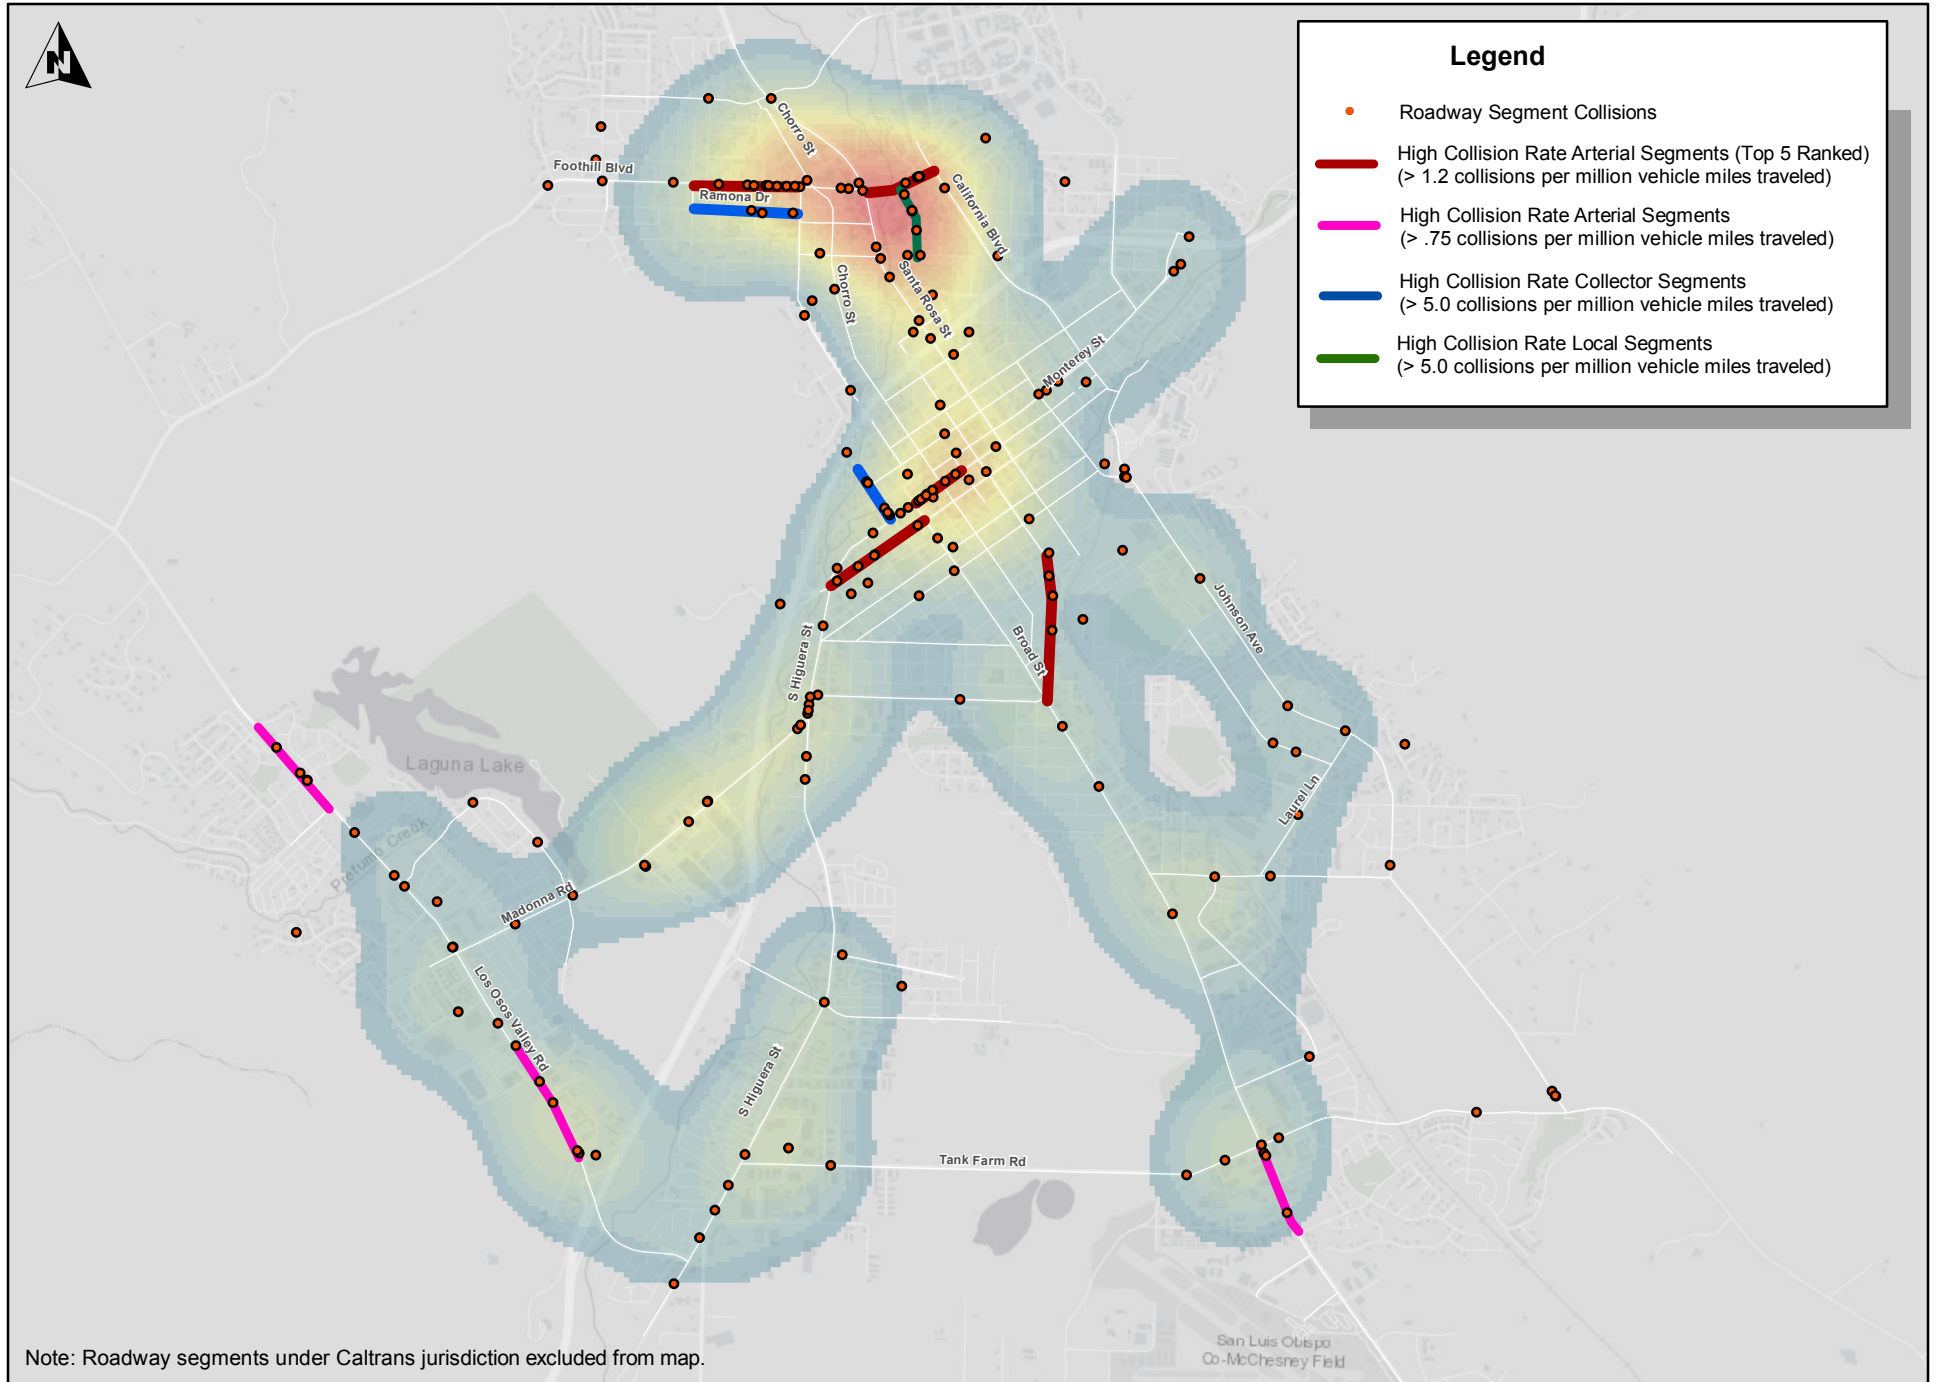 N
Legend
Roadway Segment Collisions
High Collision Rate Arterial Segments (Top 5 Ranked)
(> 1.2 collisions per million vehicle miles traveled)
High Collision Rate Arterial Segments
(> .75 collisions per million vehicle miles traveled)
High Collision Rate Collector Segments
(> 5.0 collisions per million vehicle miles traveled)
High Collision Rate Local Segments
(> 5.0 collisions per million vehicle miles traveled)
Chorro St
Foothill Blvd
Ramona Dr
California Blvd
Santa Rosa St
Chorro St
Monterey St
Johnson Ave
Broad St
S Higuera St
Laguna Lake
Laurel Ln
Prefumo Creek
Madonna Rd
Los Osos Valley Rd
S Higuera St
Tank Farm Rd
San Luis Obispo
Co-McChesney Field
Note: Roadway segments under Caltrans jurisdiction excluded from map.